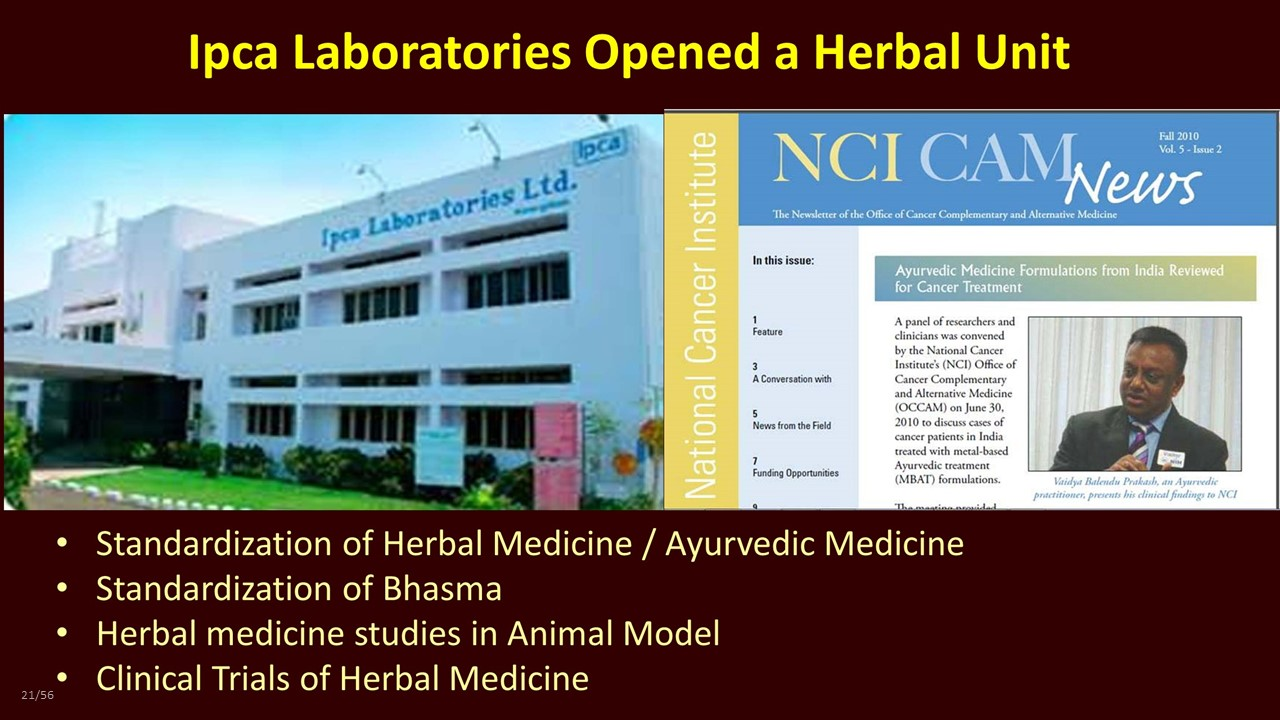 Ipca Laboratories Opened a Herbal Unit
Ipca
Ipca Laboratories Ltd.
National Cancer Institute
NCI CAM News
Fall 2010
Vol. 5 - Issue 2
The Newsletter of the Office of Cancer Complementary and Alternative Medicine
In this issue:
1
Feature
3
A Conversation with
5
News from the Field
7
Funding Opportunities
9
Ayurvedic Medicine Formulations from India Reviewed
for Cancer Treatment
A panel of researchers and
clinicians was convened
by the National Cancer
Institute's (NCI) Office of
Cancer Complementary
and Alternative Medicine
(OCCAM) on June 30,
2010 to discuss cases of
cancer patients in India
treated with metal-based
Ayurvedic treatment
(MBAT) formulations.
The meeting provided
Vaidya Balendu Prakash, an Ayurvedic
practitioner, presents his clinical findings to NCI
• Standardization of Herbal Medicine / Ayurvedic Medicine
• Standardization of Bhasma
• Herbal medicine studies in Animal Model
• Clinical Trials of Herbal Medicine
21/56